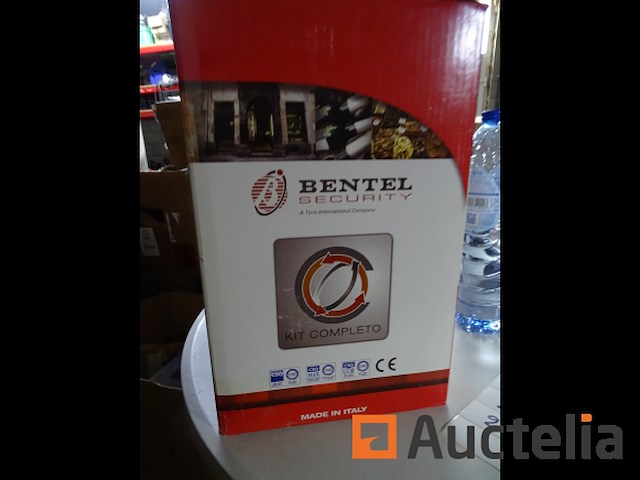 BENTEL
SECURITY
A Tyco International Company
KIT COMPLETO
CE
MADE IN ITALY
Auctelia